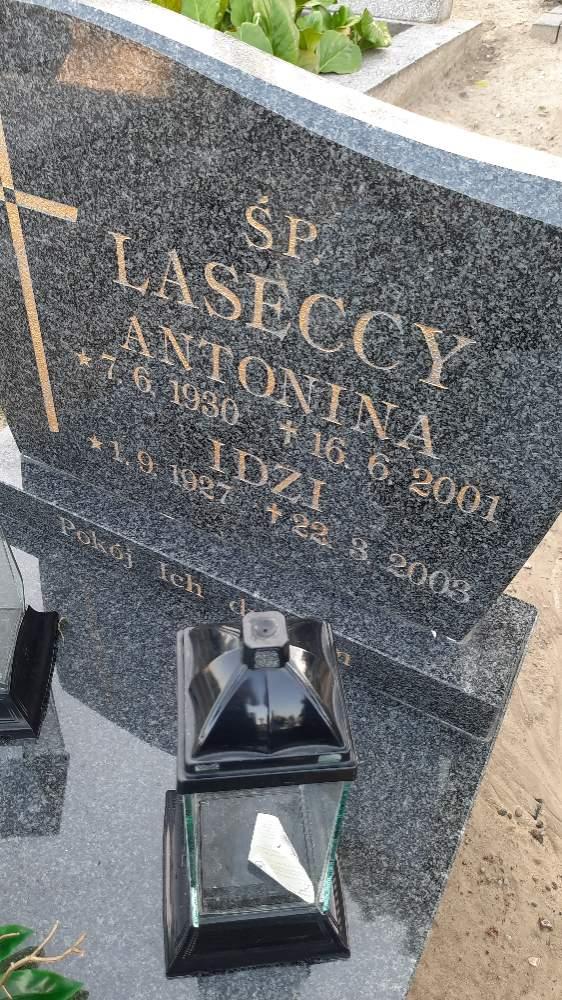 ŚP.
LASECCY
ANTONINA
★7. 6. 1930 ✝16. 6. 2001
IDZI
★1. 9. 1927 ✝22. 3. 2003
Pokój Ich